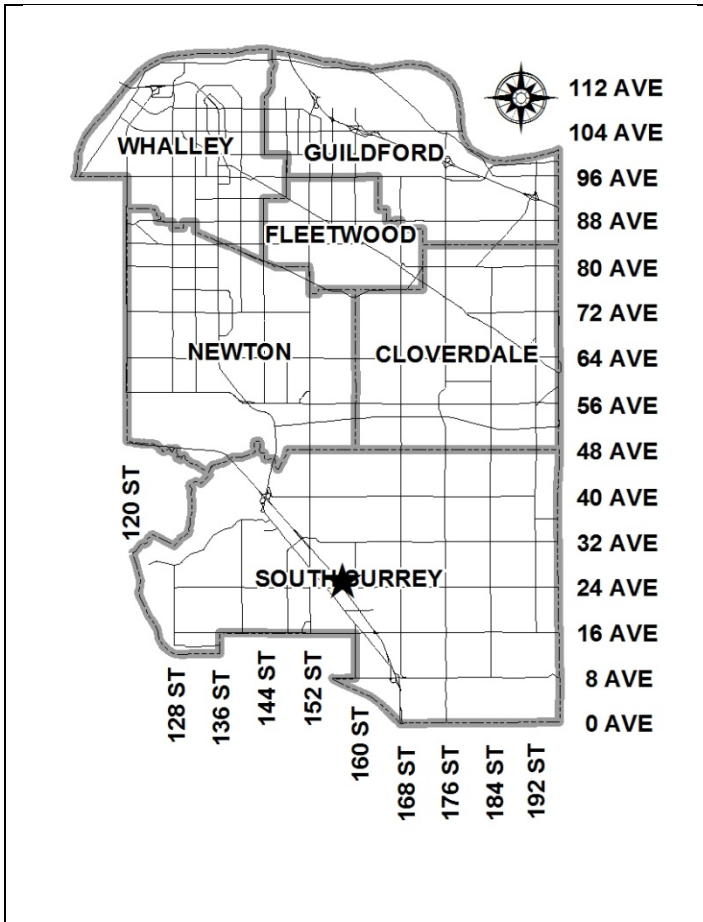 112 AVE
104 AVE
WHALLEY
GUILDFORD
96 AVE
88 AVE
FLEETWOOD
80 AVE
72 AVE
NEWTON
CLOVERDALE
64 AVE
56 AVE
48 AVE
120 ST
40 AVE
32 AVE
SOUTH SURREY
24 AVE
16 AVE
128 ST
136 ST
144 ST
152 ST
8 AVE
160 ST
0 AVE
168 ST
176 ST
184 ST
192 ST